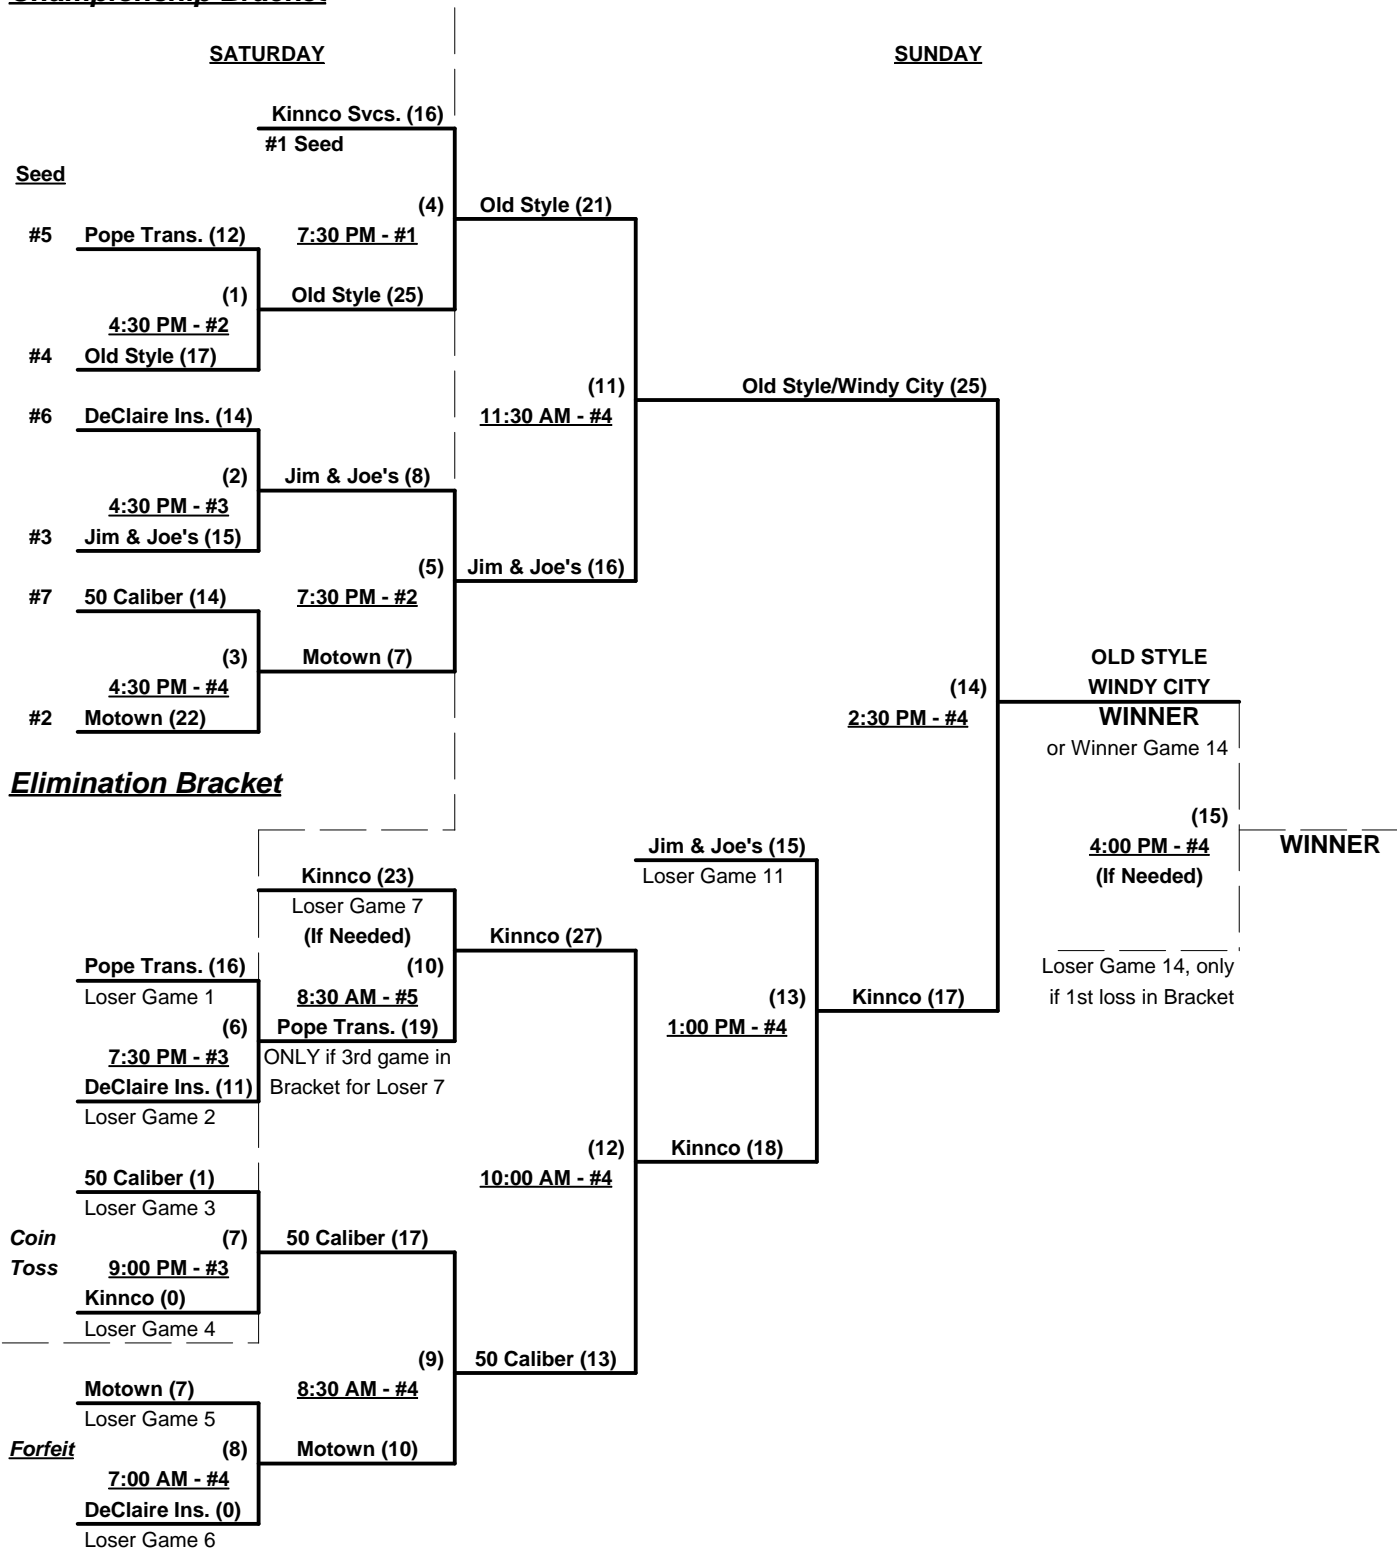 Championship Bracket
SATURDAY
SUNDAY
Kinnco Svcs. (16)
#1 Seed
Seed
(4)
Old Style (21)
#5
Pope Trans. (12)
7:30 PM - #1
(1)
Old Style (25)
4:30 PM - #2
#4
Old Style (17)
(11)
Old Style/Windy City (25)
#6
DeClaire Ins. (14)
11:30 AM - #4
(2)
Jim & Joe's (8)
4:30 PM - #3
#3
Jim & Joe's (15)
(5)
Jim & Joe's (16)
#7
50 Caliber (14)
7:30 PM - #2
(3)
Motown (7)
OLD STYLE
4:30 PM - #4
(14)
WINDY CITY
#2
Motown (22)
2:30 PM - #4
WINNER
or Winner Game 14
Elimination Bracket
(15)
Jim & Joe's (15)
4:00 PM - #4
WINNER
Kinnco (23)
Loser Game 11
(If Needed)
Loser Game 7
(If Needed)
Kinnco (27)
Pope Trans. (16)
(10)
Loser Game 14, only
Loser Game 1
8:30 AM - #5
(13)
Kinnco (17)
if 1st loss in Bracket
(6)
Pope Trans. (19)
1:00 PM - #4
7:30 PM - #3
ONLY if 3rd game in
DeClaire Ins. (11)
Bracket for Loser 7
Loser Game 2
(12)
Kinnco (18)
50 Caliber (1)
10:00 AM - #4
Loser Game 3
Coin
(7)
50 Caliber (17)
Toss
9:00 PM - #3
Kinnco (0)
Loser Game 4
(9)
50 Caliber (13)
Motown (7)
8:30 AM - #4
Loser Game 5
Forfeit
(8)
Motown (10)
7:00 AM - #4
DeClaire Ins. (0)
Loser Game 6